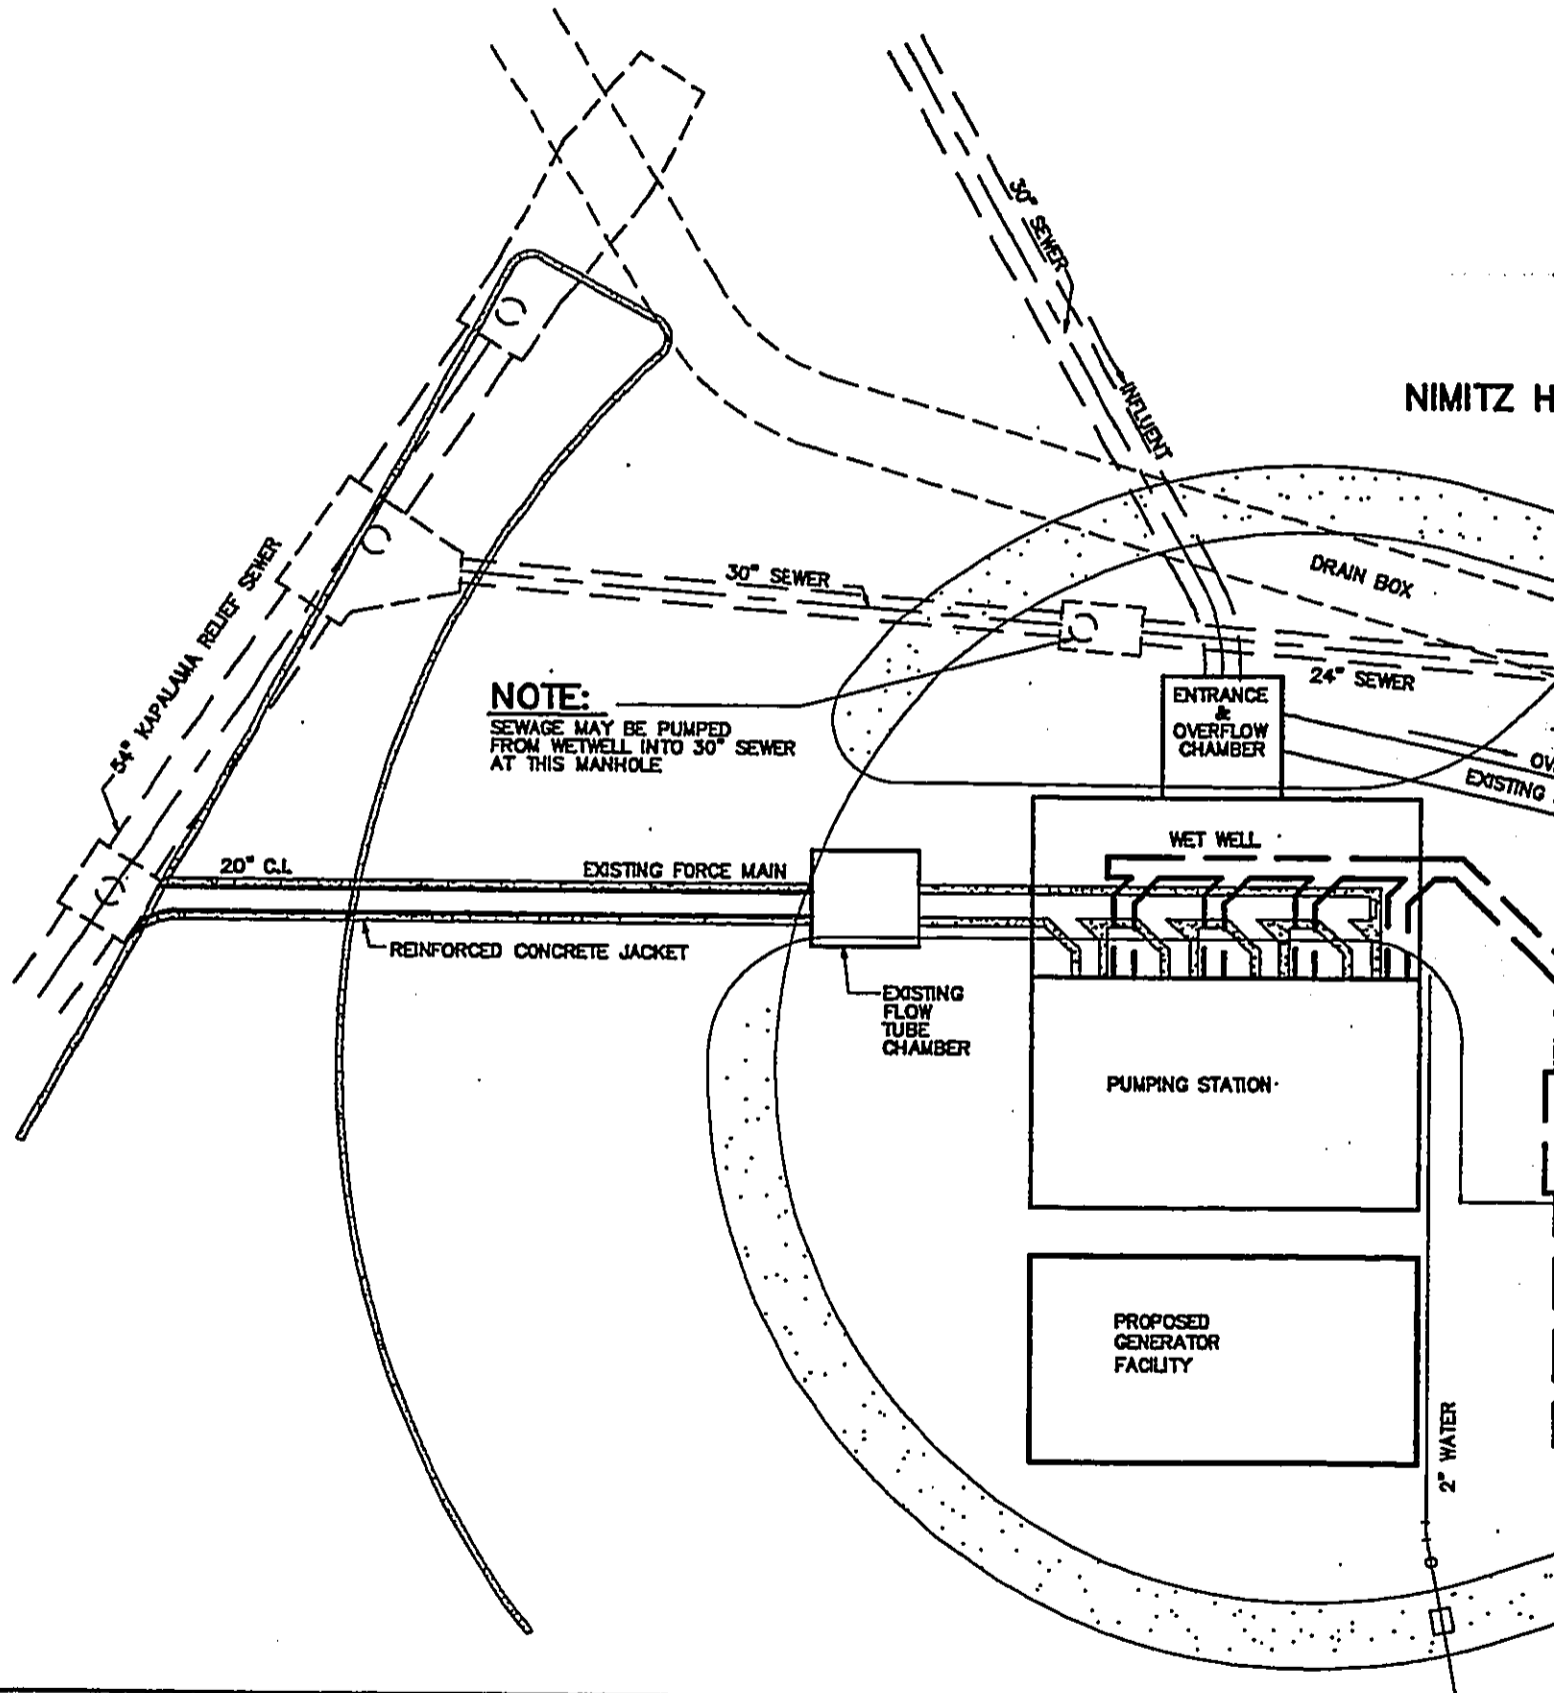 30" SEWER
INFLUENT
NIMITZ H
DRAIN BOX
54" KAPALAMA RELIEF SEWER
30" SEWER
24" SEWER
NOTE:
SEWAGE MAY BE PUMPED
FROM WETWELL INTO 30" SEWER
AT THIS MANHOLE
ENTRANCE
&
OVERFLOW
CHAMBER
OV
EXISTING
WET WELL
20" C.I.
EXISTING FORCE MAIN
REINFORCED CONCRETE JACKET
EXISTING
FLOW
TUBE
CHAMBER
PUMPING STATION
PROPOSED
GENERATOR
FACILITY
2" WATER